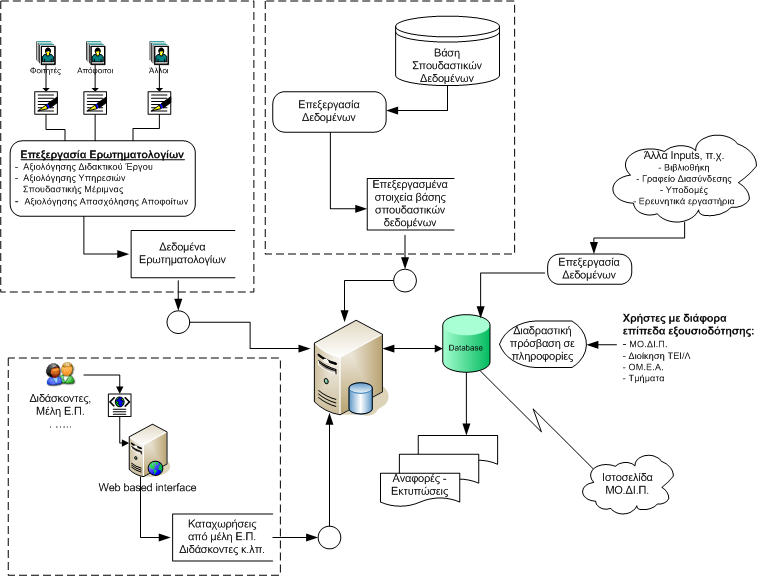 Φοιτητές
Απόφοιτοι
Άλλοι
Επεξεργασία Ερωτηματολογίων
- Αξιολόγησης Διδακτικού Έργου
- Αξιολόγησης Υπηρεσιών
Σπουδαστικής Μέριμνας
- Αξιολόγησης Απασχόλησης Αποφοίτων
Δεδομένα
Ερωτηματολογίων
Βάση
Σπουδαστικών
Δεδομένων
Επεξεργασία
Δεδομένων
Επεξεργασμένα
στοιχεία βάσης
σπουδαστικών
δεδομένων
Άλλα Inputs, π.χ.
- Βιβλιοθήκη
- Γραφείο Διασύνδεσης
- Υποδομές
- Ερευνητικά εργαστήρια
Επεξεργασία
Δεδομένων
Database
Διαδραστική
πρόσβαση σε
πληροφορίες
Χρήστες με διάφορα
επίπεδα εξουσιοδότησης:
- ΜΟ.ΔΙ.Π.
- Διοίκηση ΤΕΙ/Λ
- ΟΜ.Ε.Α.
- Τμήματα
Διδάσκοντες,
Μέλη Ε.Π.
. .....
Web based interface
Καταχωρήσεις
από μέλη Ε.Π.
Διδάσκοντες κ.λπ.
Αναφορές -
Εκτυπώσεις
Ιστοσελίδα
ΜΟ.ΔΙ.Π.